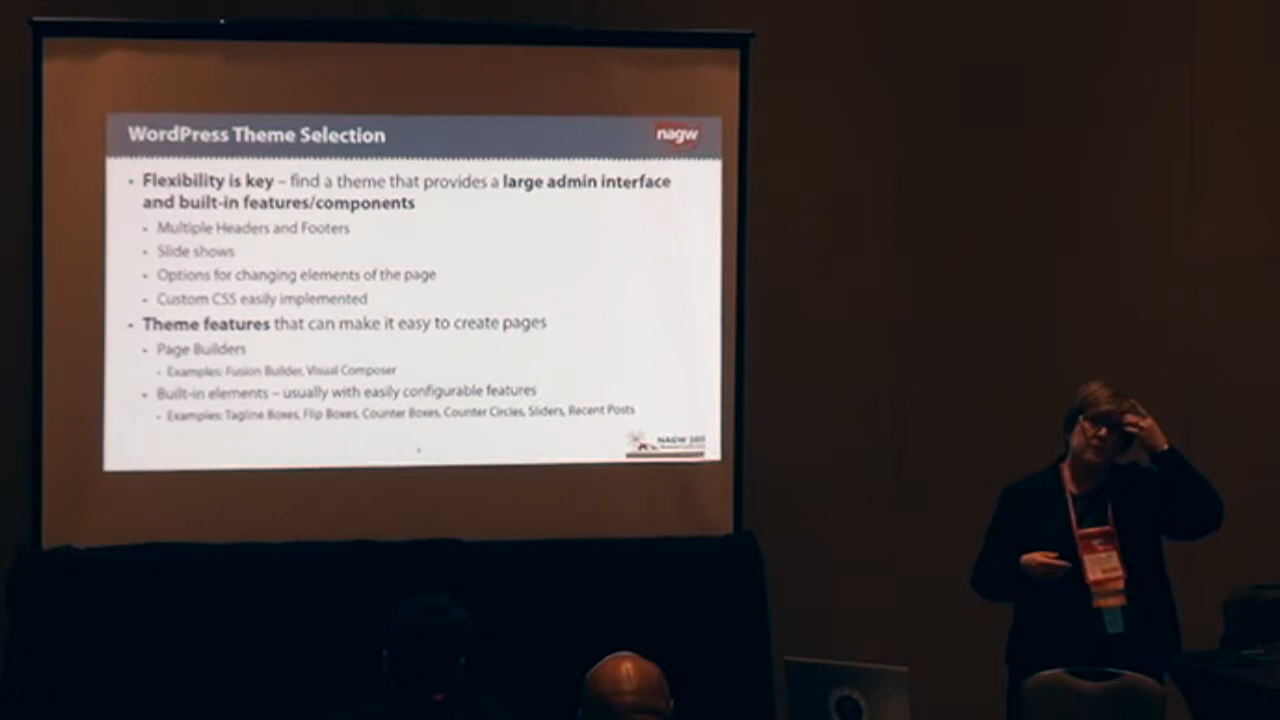 WordPress Theme Selection
nagw
• Flexibility is key – find a theme that provides a large admin interface
and built-in features/components
• Multiple Headers and Footers
• Slide shows
• Options for changing elements of the page
• Custom CSS easily implemented
• Theme features that can make it easy to create pages
• Page Builders
• Examples: Fusion Builder, Visual Composer
• Built-in elements – usually with easily configurable features
• Examples: Tagline Boxes, Flip Boxes, Counter Boxes, Counter Circles, Sliders, Recent Posts
NAGW